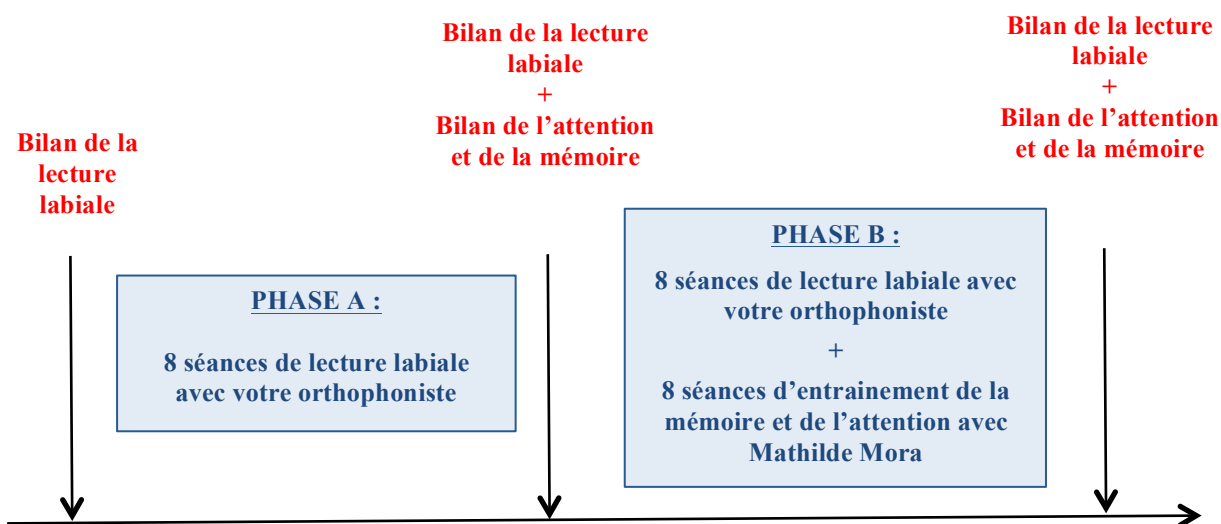 Bilan de la
lecture
labiale
Bilan de la lecture
labiale
+
Bilan de l’attention
et de la mémoire
Bilan de la lecture
labiale
+
Bilan de l’attention
et de la mémoire
PHASE A :
8 séances de lecture labiale
avec votre orthophoniste
PHASE B :
8 séances de lecture labiale avec
votre orthophoniste
+
8 séances d’entrainement de la
mémoire et de l’attention avec
Mathilde Mora